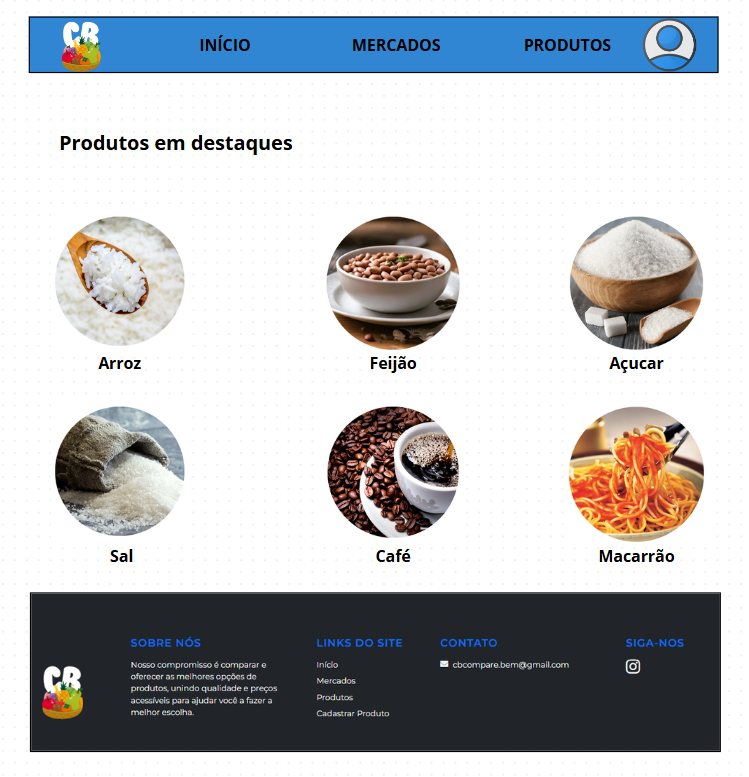 CB
INÍCIO
MERCADOS
PRODUTOS
Produtos em destaques
Arroz
Feijão
Açucar
Sal
Café
Macarrão
CB
SOBRE NÓS
Nosso compromisso é comparar e
oferecer as melhores opções de
produtos, unindo qualidade e preços
acessíveis para ajudar você a fazer a
melhor escolha.
LINKS DO SITE
Início
Mercados
Produtos
Cadastrar Produto
CONTATO
cbcompare.bem@gmail.com
SIGA-NOS